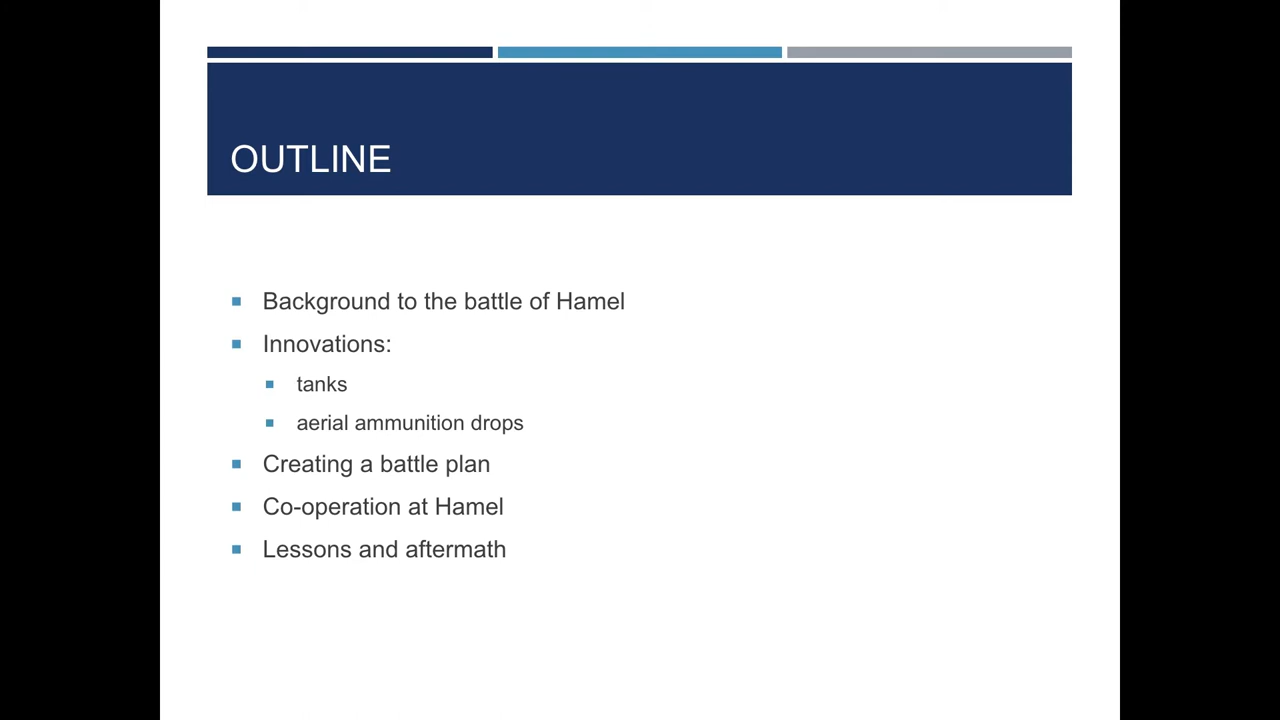 OUTLINE
Background to the battle of Hamel
Innovations:
tanks
aerial ammunition drops
Creating a battle plan
Co-operation at Hamel
Lessons and aftermath